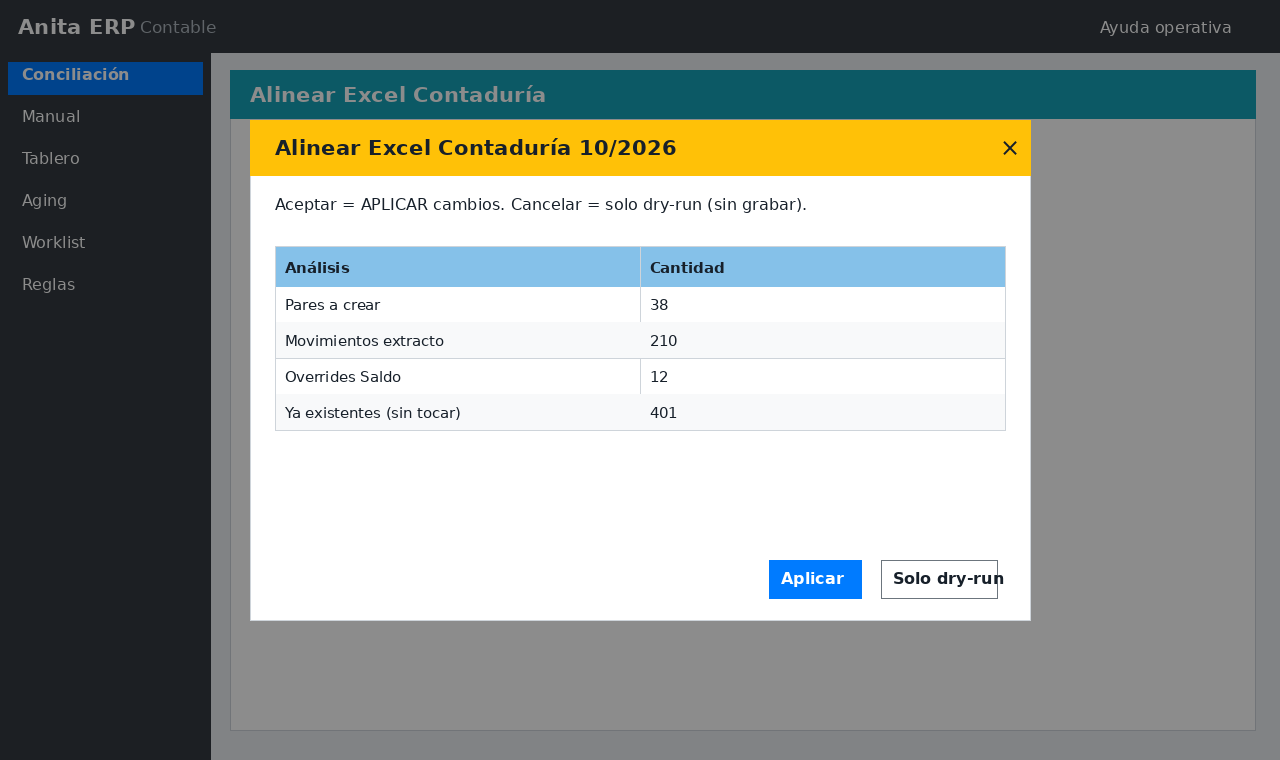 Anita ERP Contable
Ayuda operativa
Conciliación
Manual
Tablero
Aging
Worklist
Reglas
Alinear Excel Contaduría
Alinear Excel Contaduría 10/2026 ×
Aceptar = APLICAR cambios. Cancelar = solo dry-run (sin grabar).
Análisis Cantidad
Pares a crear 38
Movimientos extracto 210
Overrides Saldo 12
Ya existentes (sin tocar) 401
Aplicar Solo dry-run